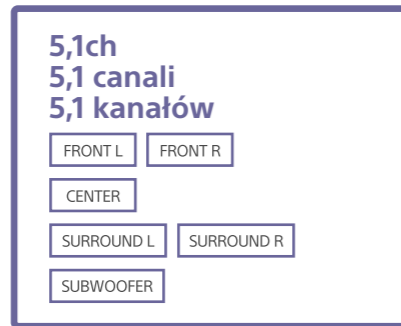 5,1ch
5,1 canali
5,1 kanałów
FRONT L FRONT R
CENTER
SURROUND L SURROUND R
SUBWOOFER